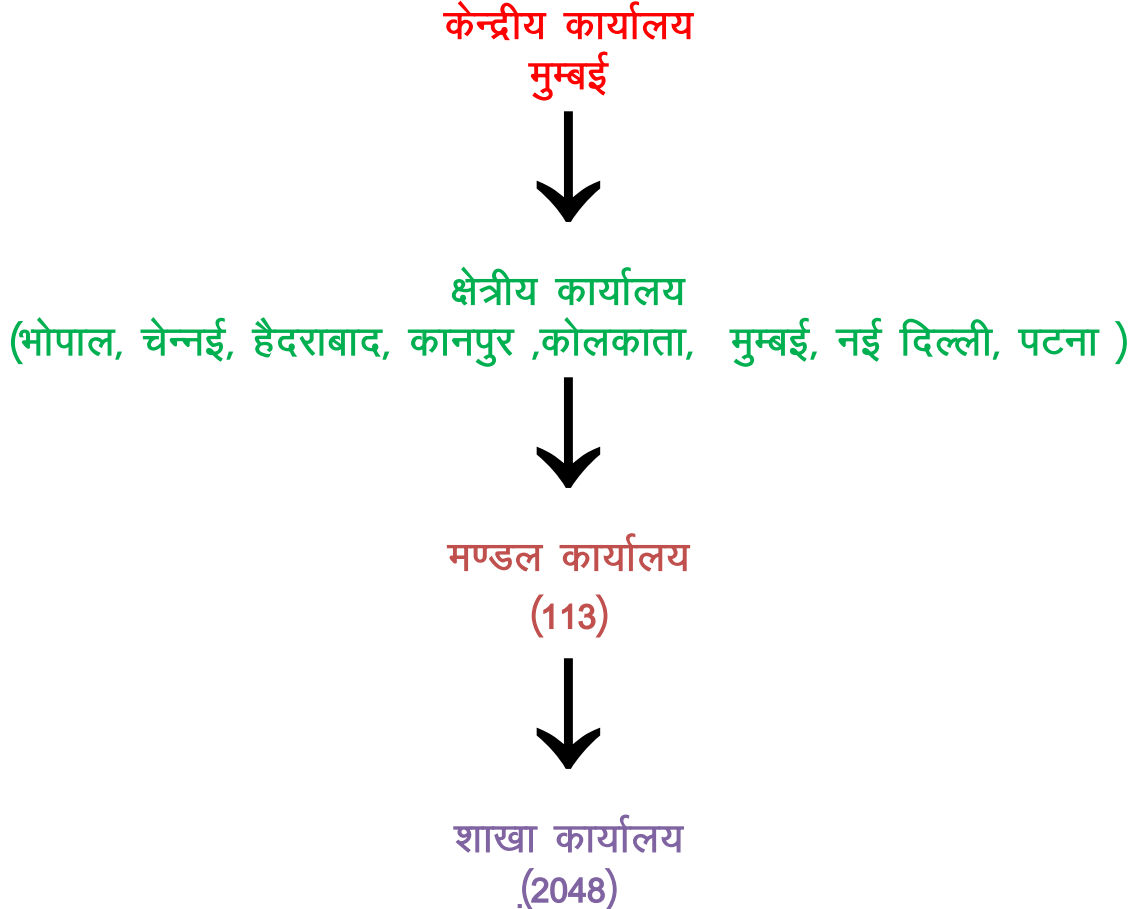 केन्द्रीय कार्यालय
मुम्बई
क्षेत्रीय कार्यालय
(भोपाल, चेन्नई, हैदराबाद, कानपुर ,कोलकाता, मुम्बई, नई दिल्ली, पटना )
मण्डल कार्यालय
(113)
शाखा कार्यालय
(2048)